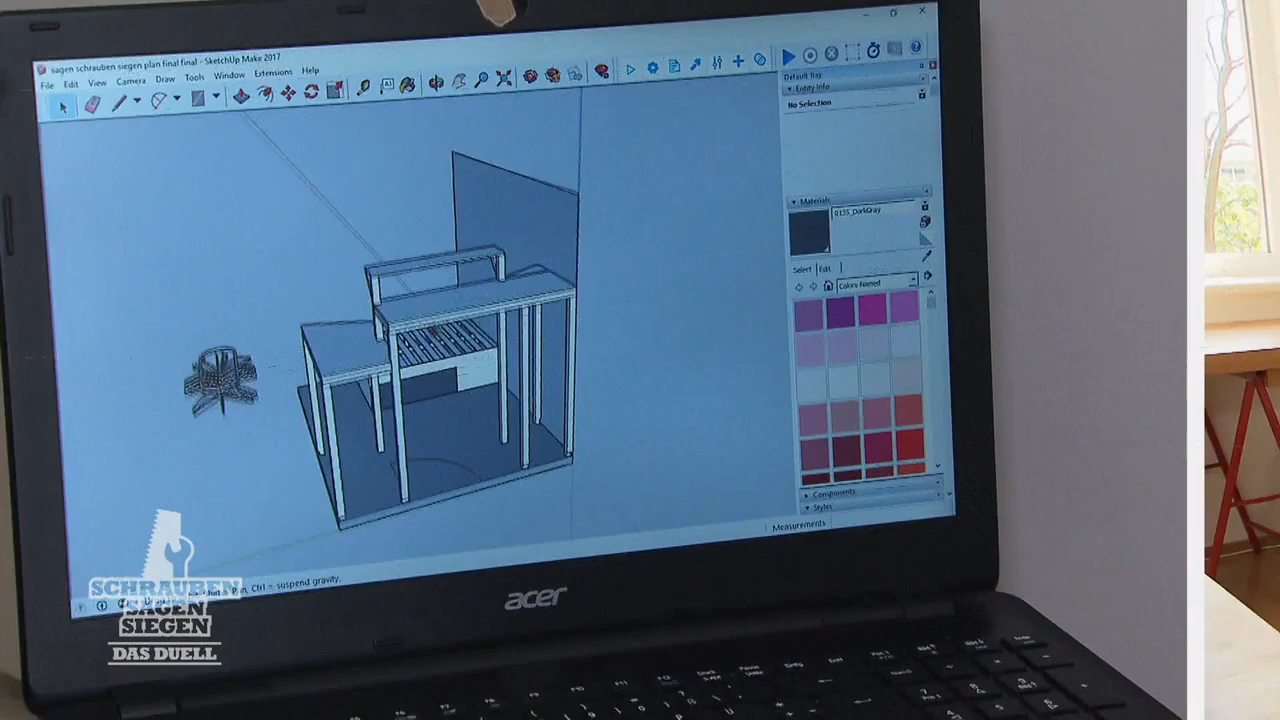 sagen schrauben siegen plan final final - SketchUp Make 2017
File Edit View Camera Draw Tools Window Extensions Help
Default Tray
Entity Info
No Selection
Materials
0135_DarkGray
Select Edit
Colors-Named
Components
Styles
Measurements
Pan, Ctrl = suspend gravity.
acer
SCHRAUBEN
SÄGEN
SIEGEN
DAS DUELL